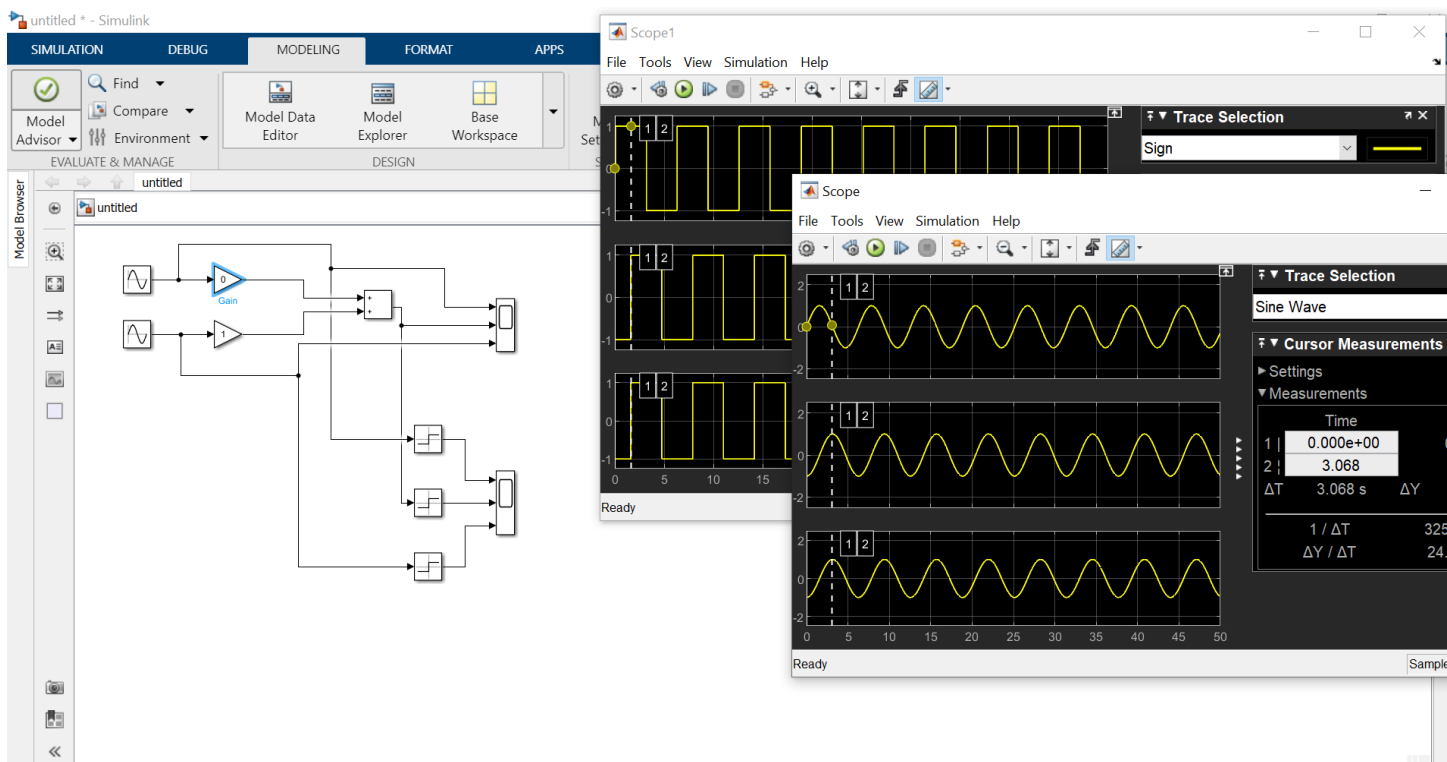 untitled * - Simulink
SIMULATION DEBUG MODELING FORMAT APPS
Model
Advisor
Find
Compare
Environment
Model Data
Editor
Model
Explorer
Base
Workspace
EVALUATE & MANAGE
DESIGN
Model Browser
untitled
untitled
0
Gain
1
+
+
Scope1
File Tools View Simulation Help
1
0
-1
1 2
1
0
-1
1 2
1
0
-1
1 2
0 5 10 15
Ready
Trace Selection
Sign
Scope
File Tools View Simulation Help
2
0
-2
1 2
2
0
-2
1 2
2
0
-2
1 2
0 5 10 15 20 25 30 35 40 45 50
Ready
Trace Selection
Sine Wave
Cursor Measurements
Settings
Measurements
Time
1 | 0.000e+00
2 ¦ 3.068
ΔT 3.068 s ΔY
1 / ΔT 325
ΔY / ΔT 24.
Sample